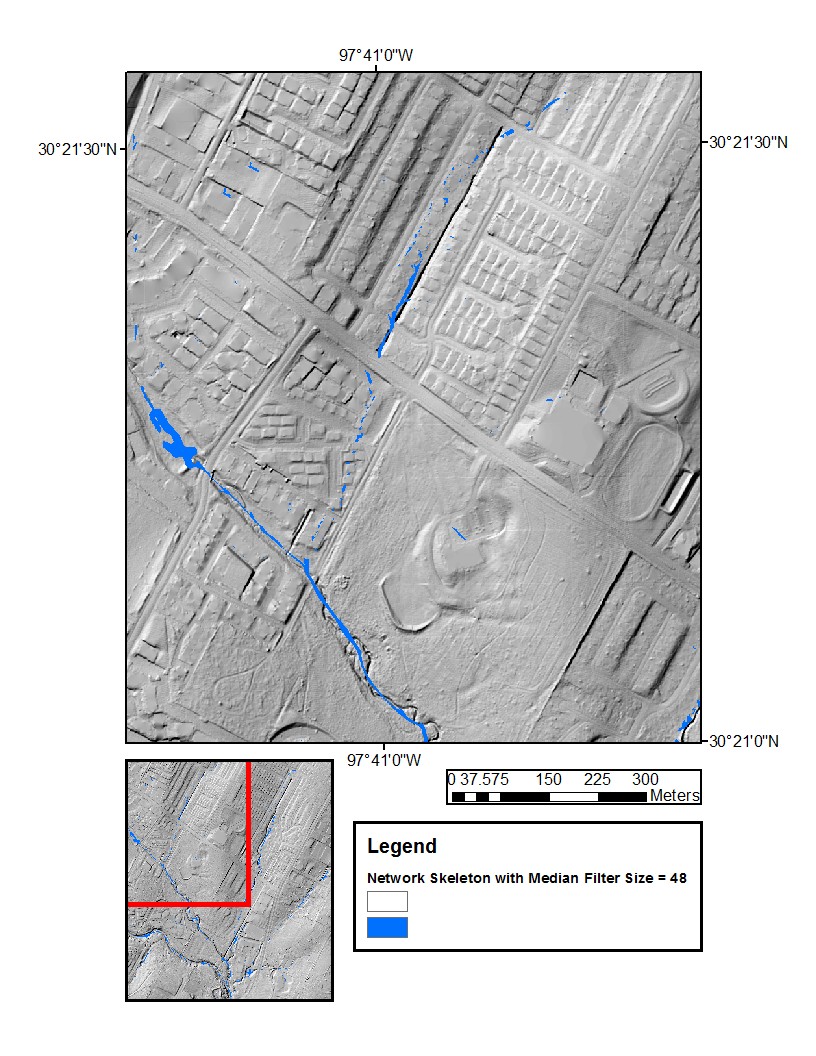 97°41'0"W
30°21'30"N
30°21'30"N
30°21'0"N
97°41'0"W
0 37.575 150 225 300
Meters
Legend
Network Skeleton with Median Filter Size = 48